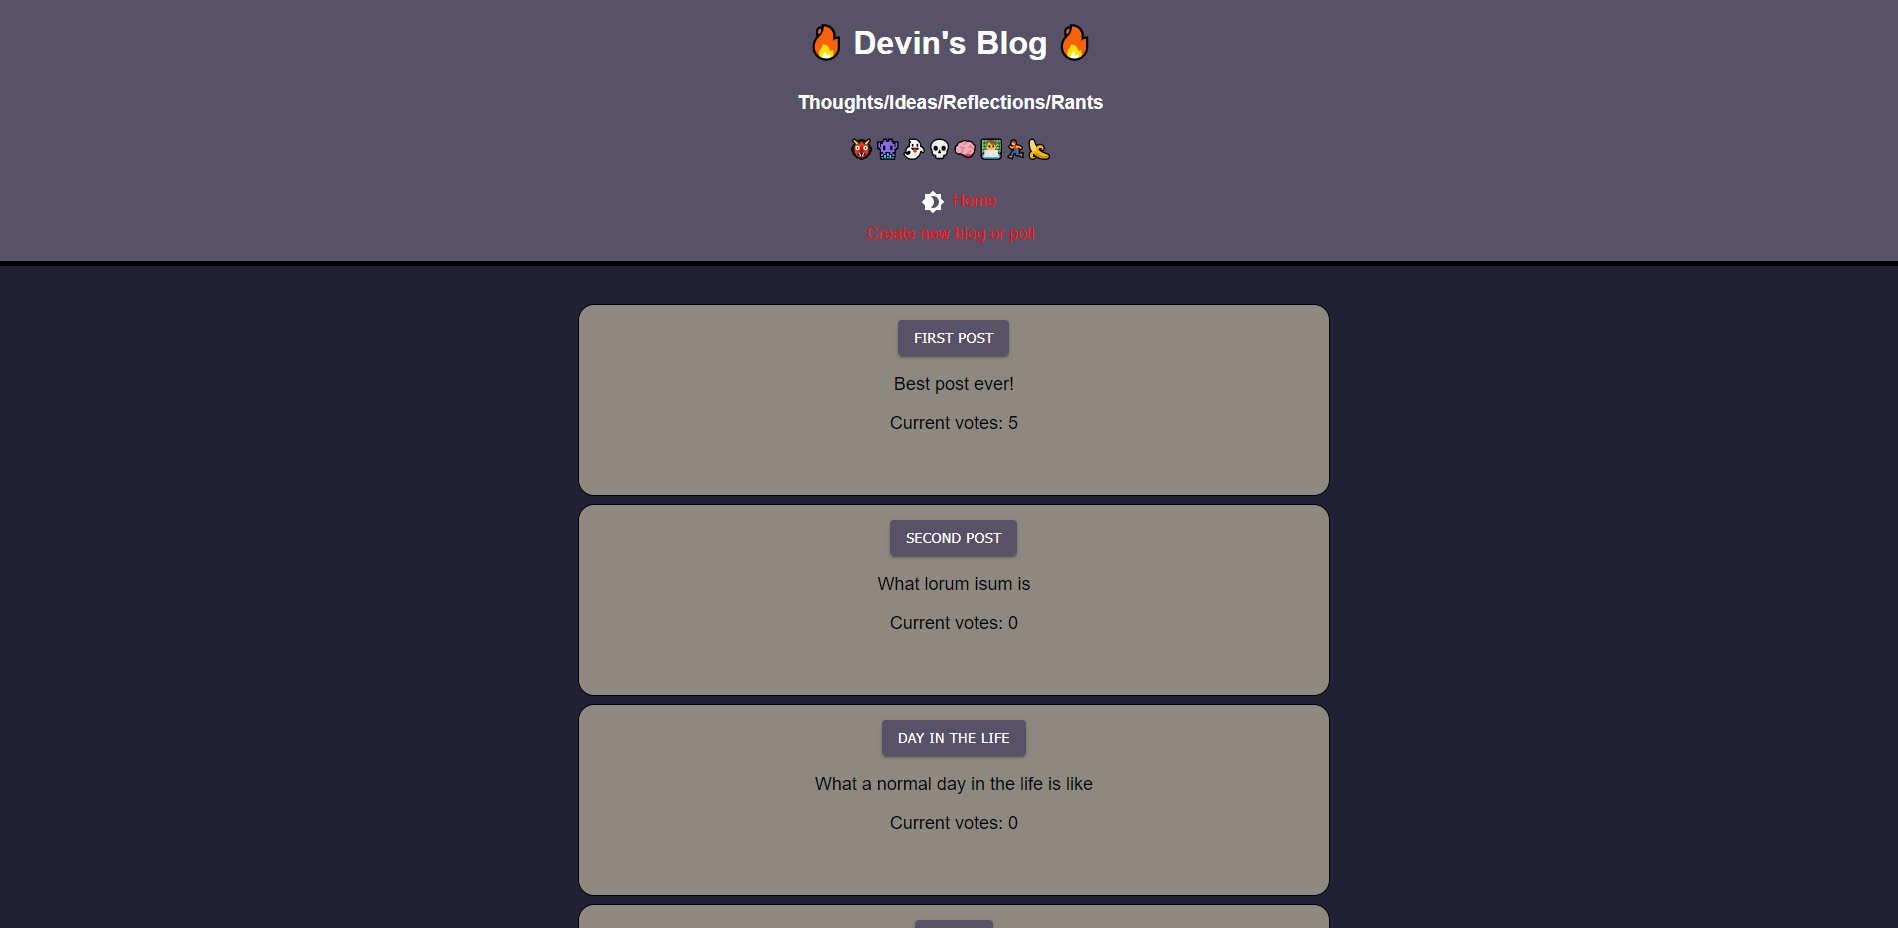 🔥 Devin's Blog 🔥
Thoughts/Ideas/Reflections/Rants
Home
Create new blog or poll
FIRST POST
Best post ever!
Current votes: 5
SECOND POST
What lorum isum is
Current votes: 0
DAY IN THE LIFE
What a normal day in the life is like
Current votes: 0